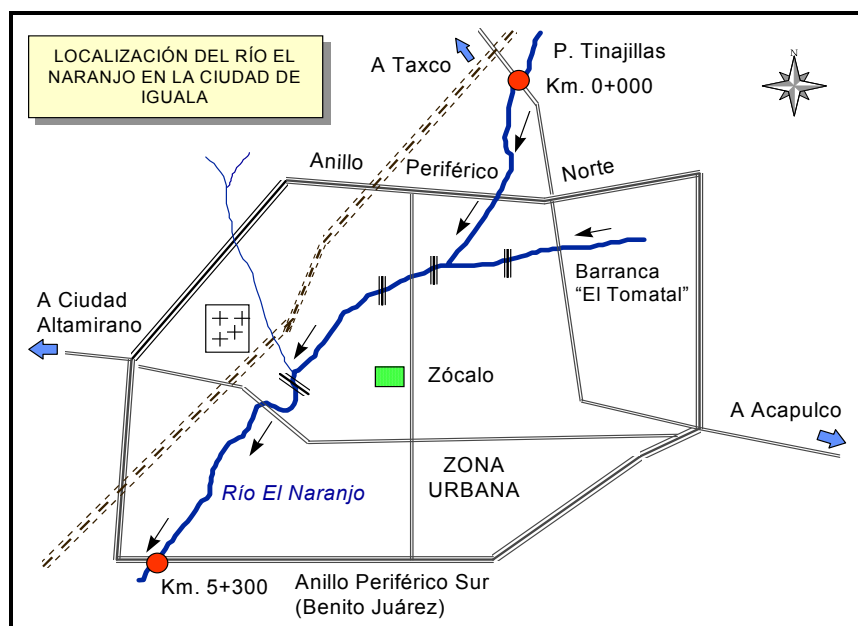 LOCALIZACIÓN DEL RÍO EL
NARANJO EN LA CIUDAD DE
IGUALA
A Taxco
P. Tinajillas
Km. 0+000
N
Anillo Periférico Norte
Barranca
“El Tomatal”
A Ciudad
Altamirano
Zócalo
A Acapulco
ZONA
URBANA
Río El Naranjo
Km. 5+300
Anillo Periférico Sur
(Benito Juárez)